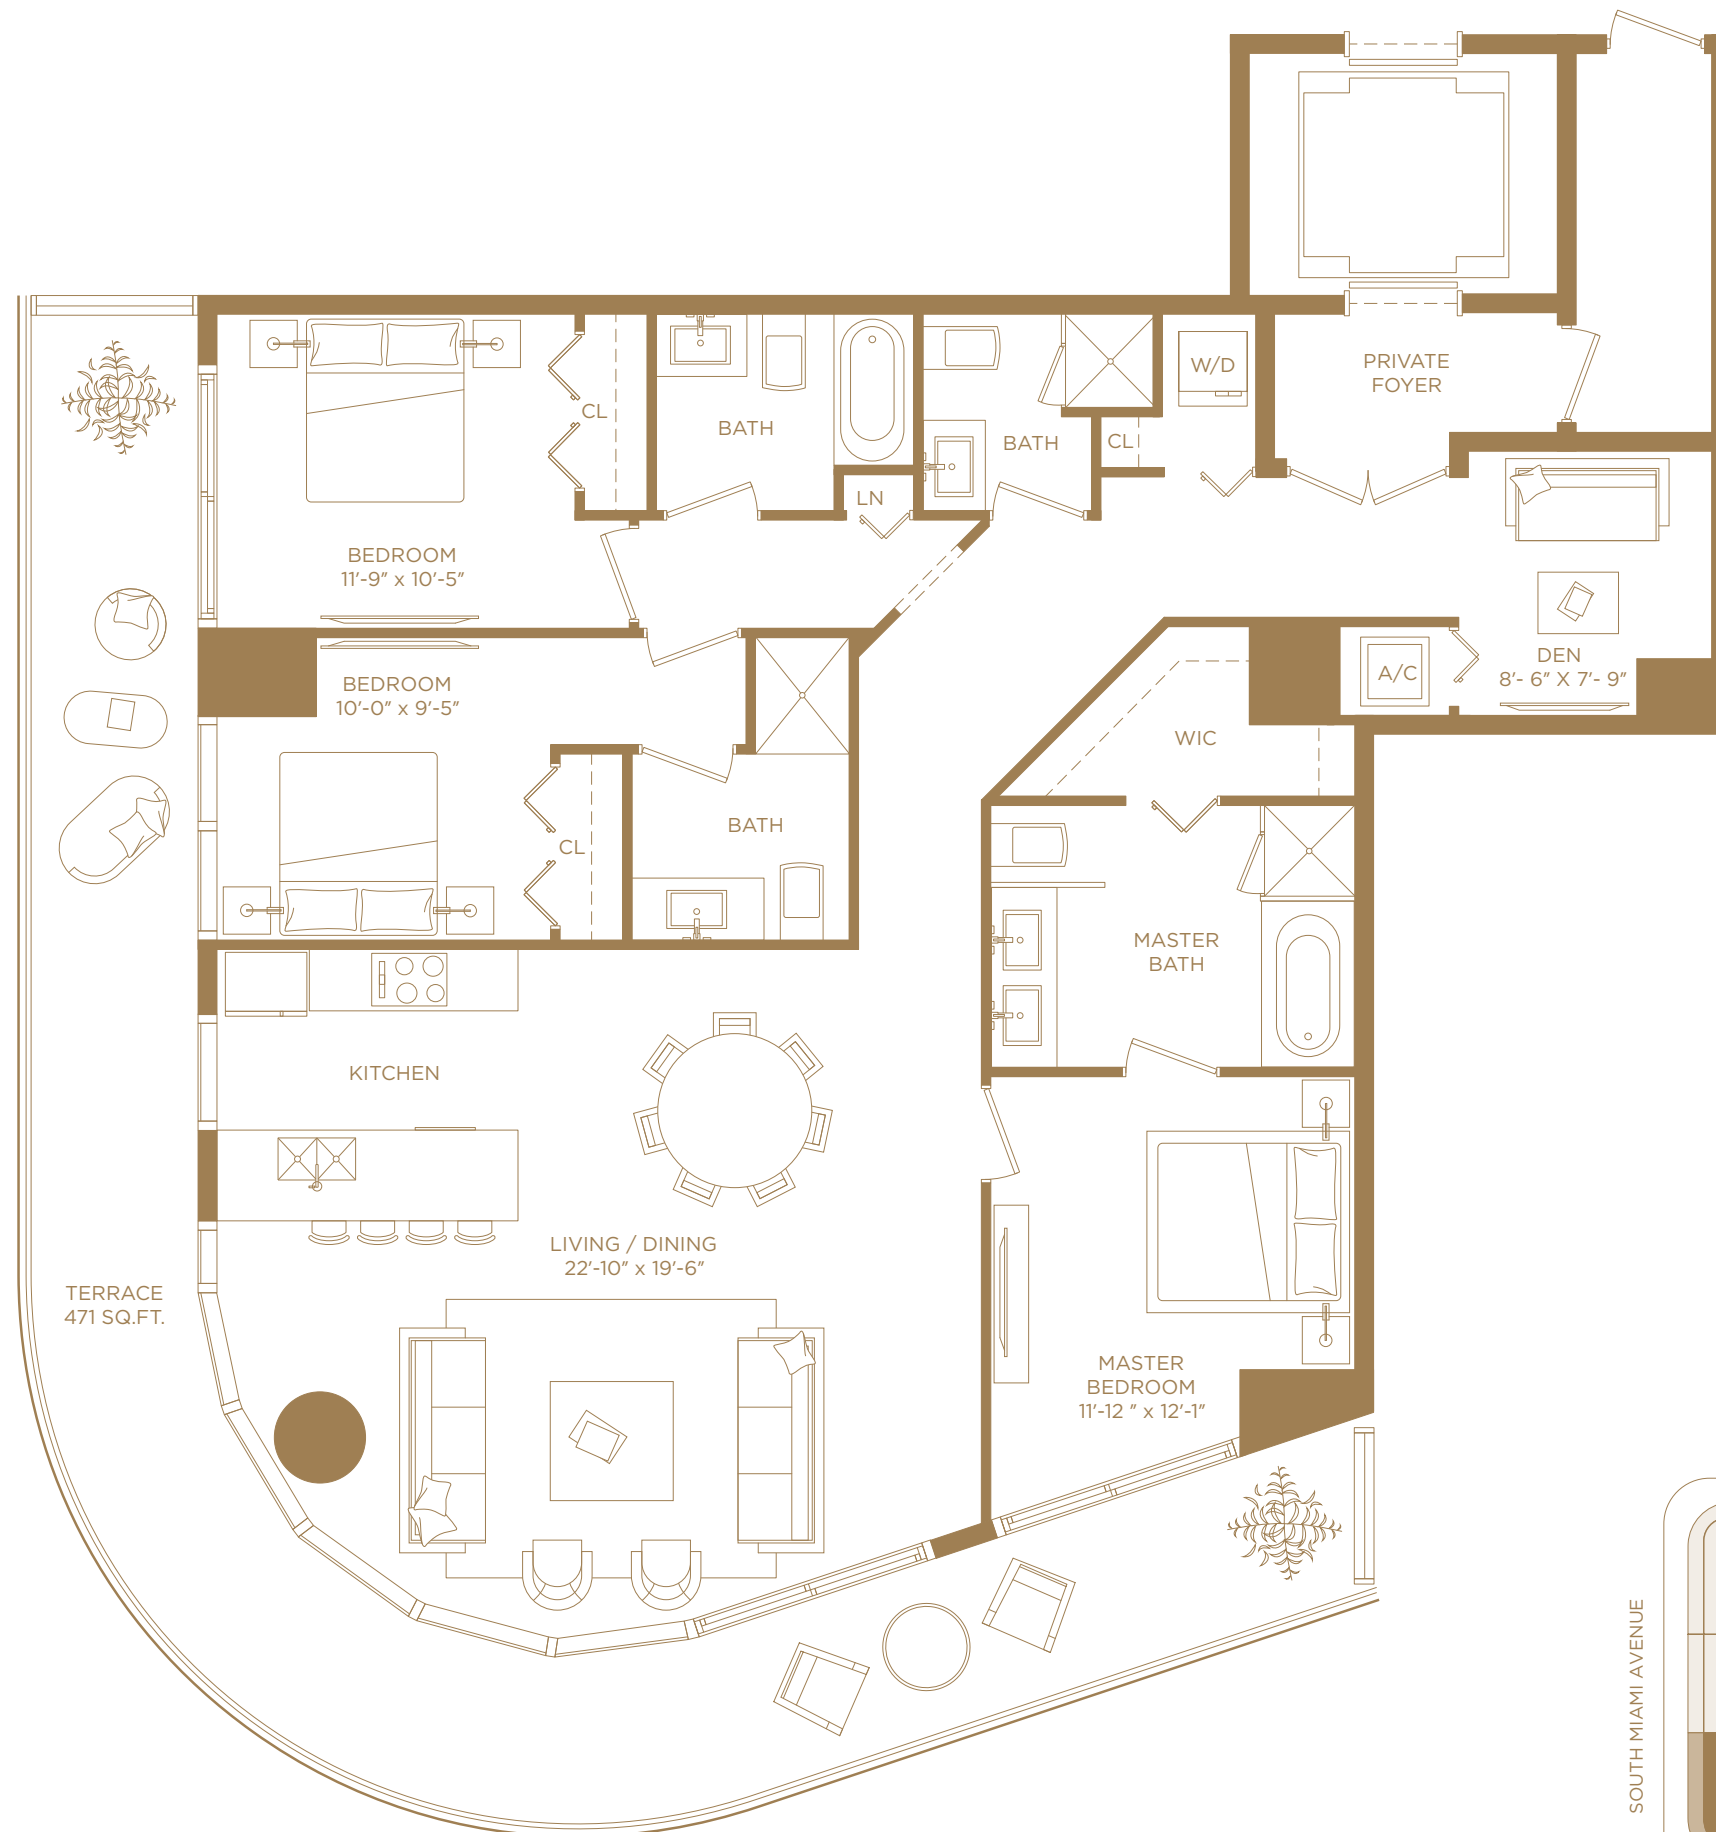 W/D
PRIVATE
FOYER
CL
BATH
BATH
CL
LN
BEDROOM
11'-9" x 10'-5"
BEDROOM
10'-0" x 9'-5"
A/C
DEN
8'- 6" X 7'- 9"
WIC
BATH
CL
MASTER
BATH
KITCHEN
LIVING / DINING
22'-10" x 19'-6"
TERRACE
471 SQ.FT.
MASTER
BEDROOM
11'-12 " x 12'-1"
SOUTH MIAMI AVENUE